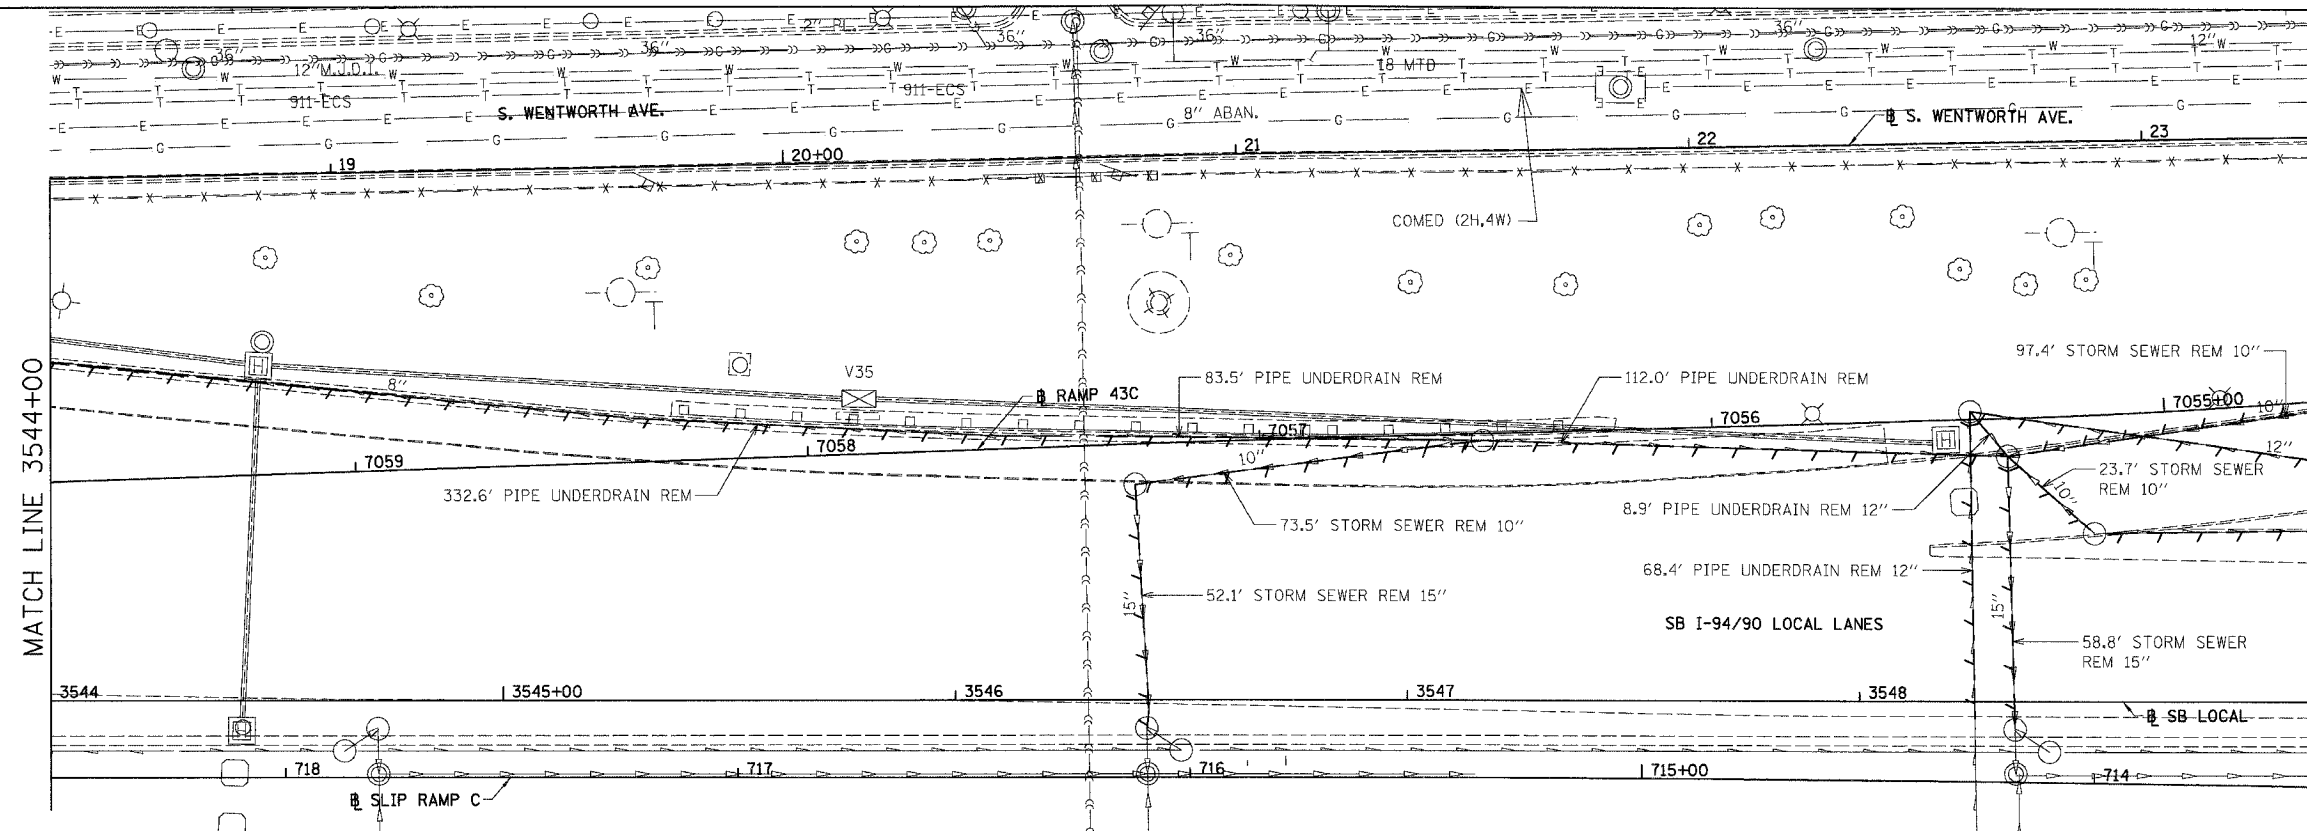 2" PL.
36"
36"
36"
36"
36"
12"
12" M.J.D.I.
18 MTD
911-ECS
911-ECS
S. WENTWORTH AVE.
8" ABAN.
℄ S. WENTWORTH AVE.
19
20+00
21
22
23
COMED (2H,4W)
MATCH LINE 3544+00
8"
V35
℄ RAMP 43C
83.5' PIPE UNDERDRAIN REM
112.0' PIPE UNDERDRAIN REM
97.4' STORM SEWER REM 10"
7059
7058
7057
7056
7055+00
10"
12"
10"
332.6' PIPE UNDERDRAIN REM
73.5' STORM SEWER REM 10"
8.9' PIPE UNDERDRAIN REM 12"
10"
23.7' STORM SEWER
REM 10"
15"
52.1' STORM SEWER REM 15"
68.4' PIPE UNDERDRAIN REM 12"
15"
SB I-94/90 LOCAL LANES
58.8' STORM SEWER
REM 15"
3544
3545+00
3546
3547
3548
℄ SB LOCAL
718
717
716
715+00
714
℄ SLIP RAMP C